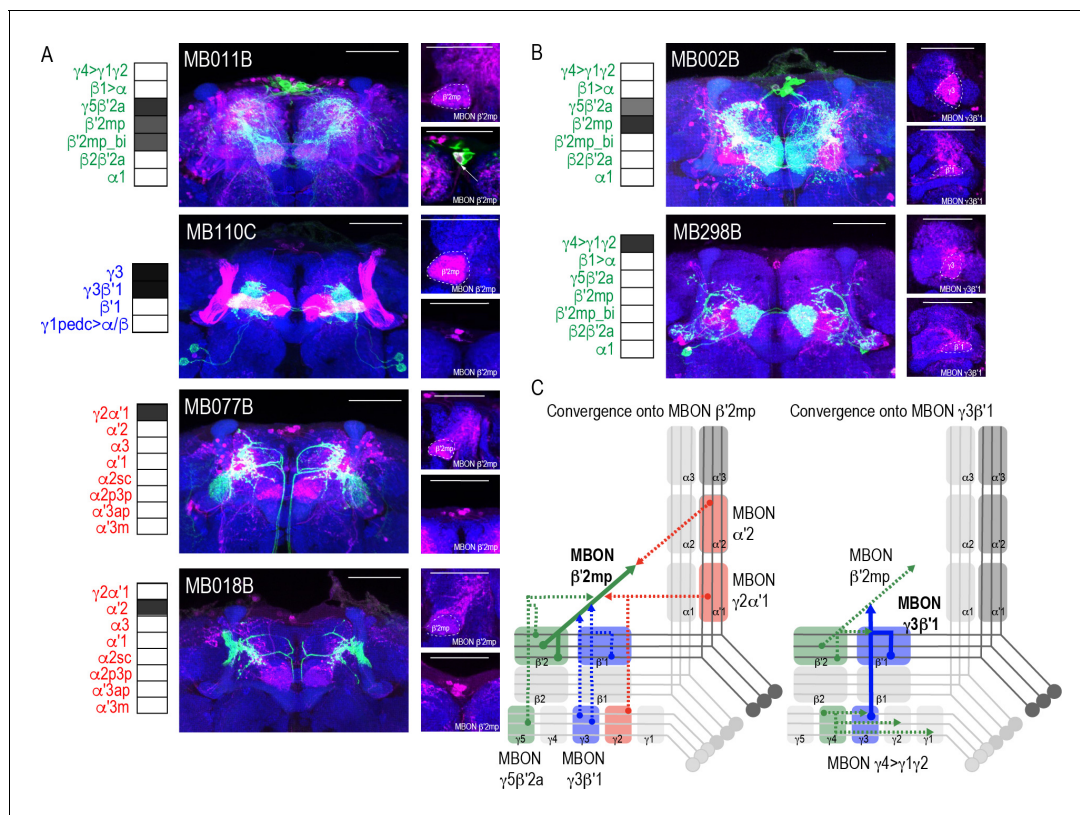 A
γ4>γ1γ2
β1>α
γ5β'2a
β'2mp
β'2mp_bi
β2β'2a
α1
MB011B
β'2mp
MBON β'2mp
MBON β'2mp
γ3
γ3β'1
β'1
γ1pedc>α/β
MB110C
β'2mp
MBON β'2mp
MBON β'2mp
γ2α'1
α'2
α3
α'1
α2sc
α2p3p
α'3ap
α'3m
MB077B
β'2mp
MBON β'2mp
MBON β'2mp
γ2α'1
α'2
α3
α'1
α2sc
α2p3p
α'3ap
α'3m
MB018B
β'2mp
MBON β'2mp
MBON β'2mp
B
γ4>γ1γ2
β1>α
γ5β'2a
β'2mp
β'2mp_bi
β2β'2a
α1
MB002B
γ3
MBON γ3β'1
β'1
MBON γ3β'1
γ4>γ1γ2
β1>α
γ5β'2a
β'2mp
β'2mp_bi
β2β'2a
α1
MB298B
γ3
MBON γ3β'1
β'1
MBON γ3β'1
C
Convergence onto MBON β'2mp
α3
α'3
α2
α'2
α1
α'1
MBON
α'2
MBON
γ2α'1
MBON
β'2mp
β'2
β'1
β2
β1
γ5
γ4
γ3
γ2
γ1
MBON
γ5β'2a
MBON
γ3β'1
Convergence onto MBON γ3β'1
α3
α'3
α2
α'2
α1
α'1
MBON
β'2mp
MBON
γ3β'1
β'2
β'1
β2
β1
γ5
γ4
γ3
γ2
γ1
MBON γ4>γ1γ2